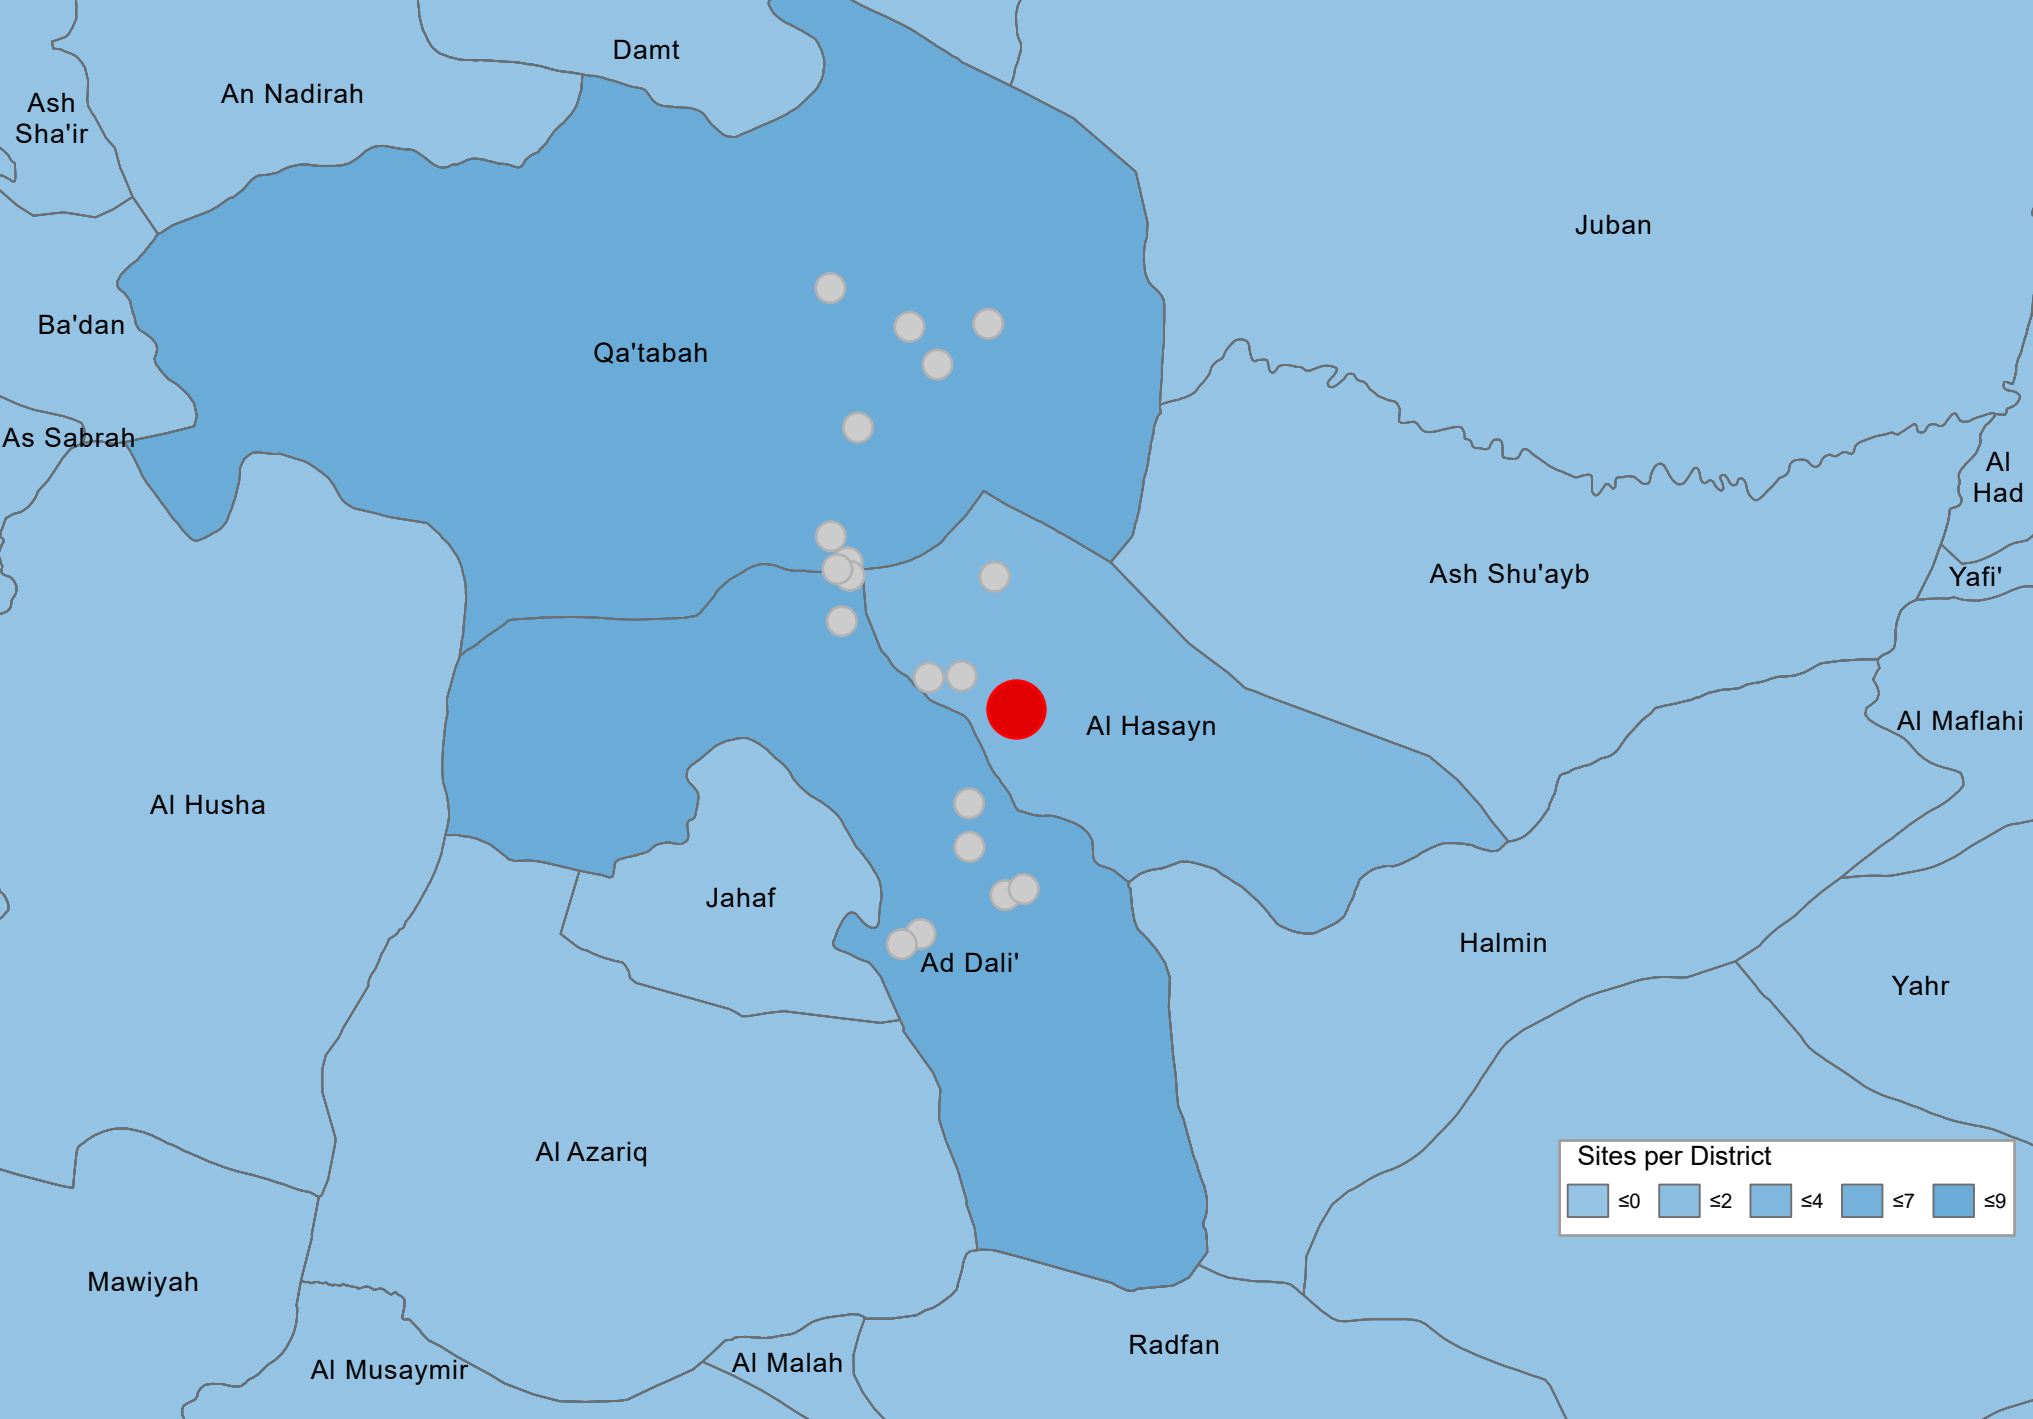 Damt
An Nadirah
Ash
Sha'ir
Juban
Ba'dan
Qa'tabah
As Sabrah
Al
Had
Ash Shu'ayb
Yafi'
Al Maflahi
Al Hasayn
Al Husha
Jahaf
Halmin
Ad Dali'
Yahr
Al Azariq
Sites per District
≤0 ≤2 ≤4 ≤7 ≤9
Mawiyah
Radfan
Al Malah
Al Musaymir